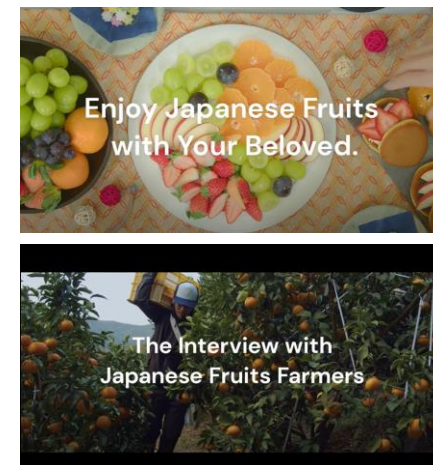 Enjoy Japanese Fruits
with Your Beloved.
The Interview with
Japanese Fruits Farmers